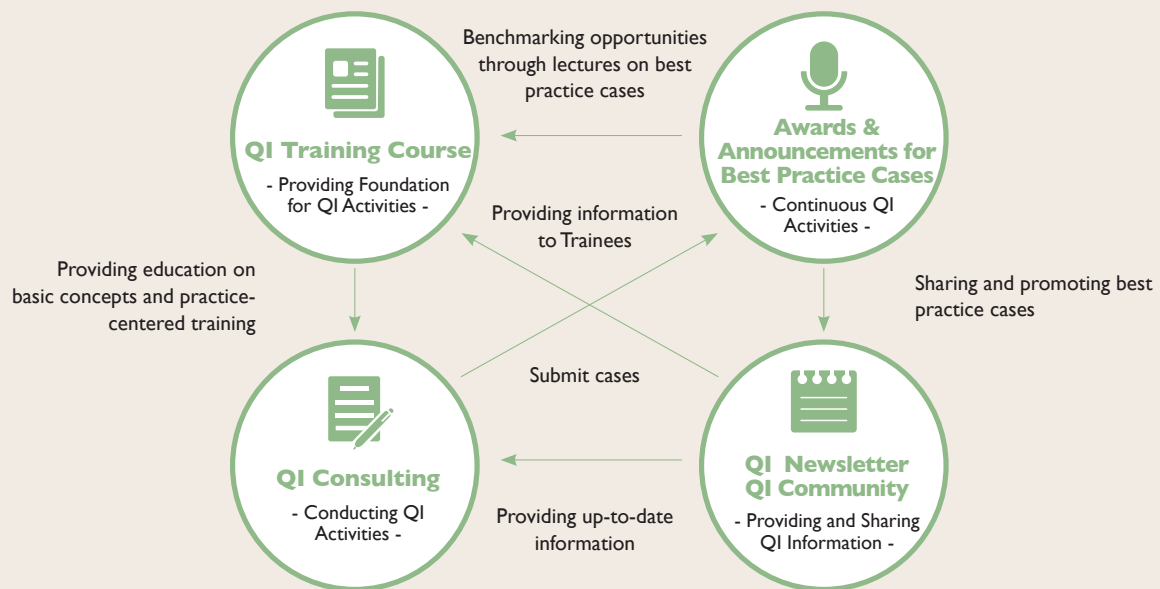 Benchmarking opportunities
through lectures on best
practice cases
QI Training Course
- Providing Foundation
for QI Activities -
Awards &
Announcements for
Best Practice Cases
- Continuous QI
Activities -
Providing information
to Trainees
Providing education on
basic concepts and practice-
centered training
Sharing and promoting best
practice cases
Submit cases
QI Consulting
- Conducting QI
Activities -
Providing up-to-date
information
QI Newsletter
QI Community
- Providing and Sharing
QI Information -